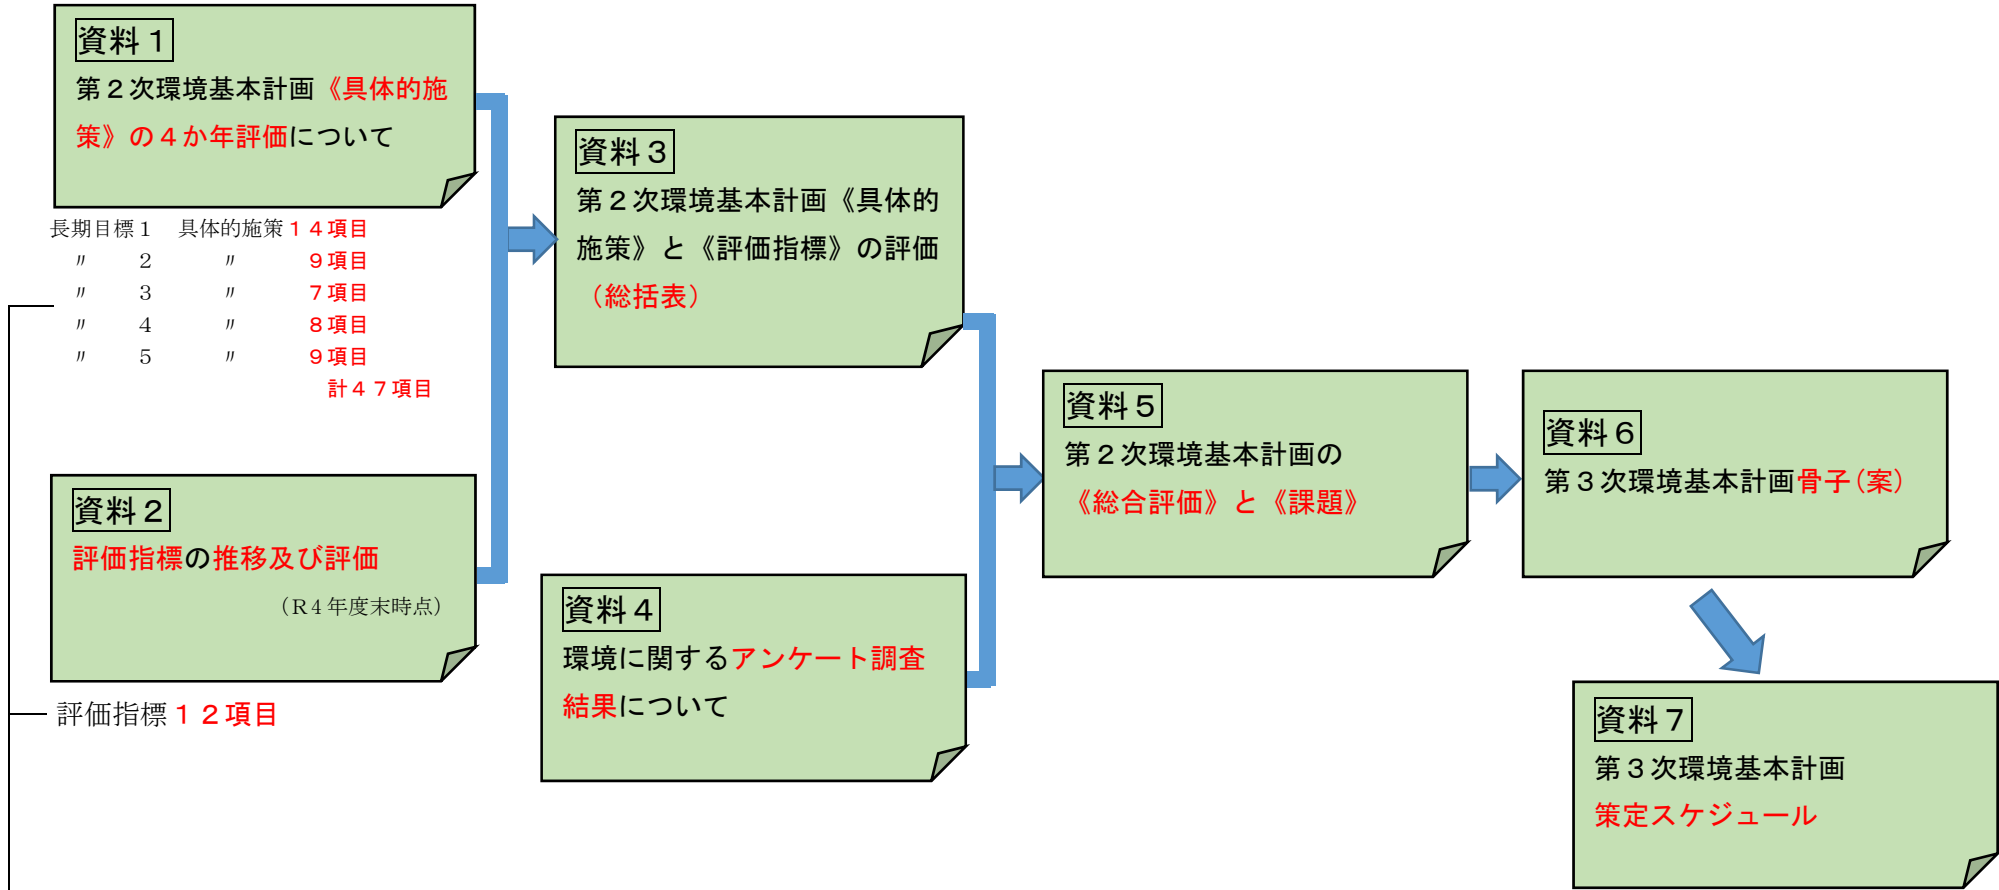 資料１
第２次環境基本計画《具体的施
策》の４か年評価について
長期目標１　具体的施策１４項目
〃　２　〃　９項目
〃　３　〃　７項目
〃　４　〃　８項目
〃　５　〃　９項目
計４７項目
資料２
評価指標の推移及び評価
（R４年度末時点）
評価指標１２項目
資料３
第２次環境基本計画《具体的
施策》と《評価指標》の評価
（総括表）
資料４
環境に関するアンケート調査
結果について
資料５
第２次環境基本計画の
《総合評価》と《課題》
資料６
第３次環境基本計画骨子（案）
資料７
第３次環境基本計画
策定スケジュール